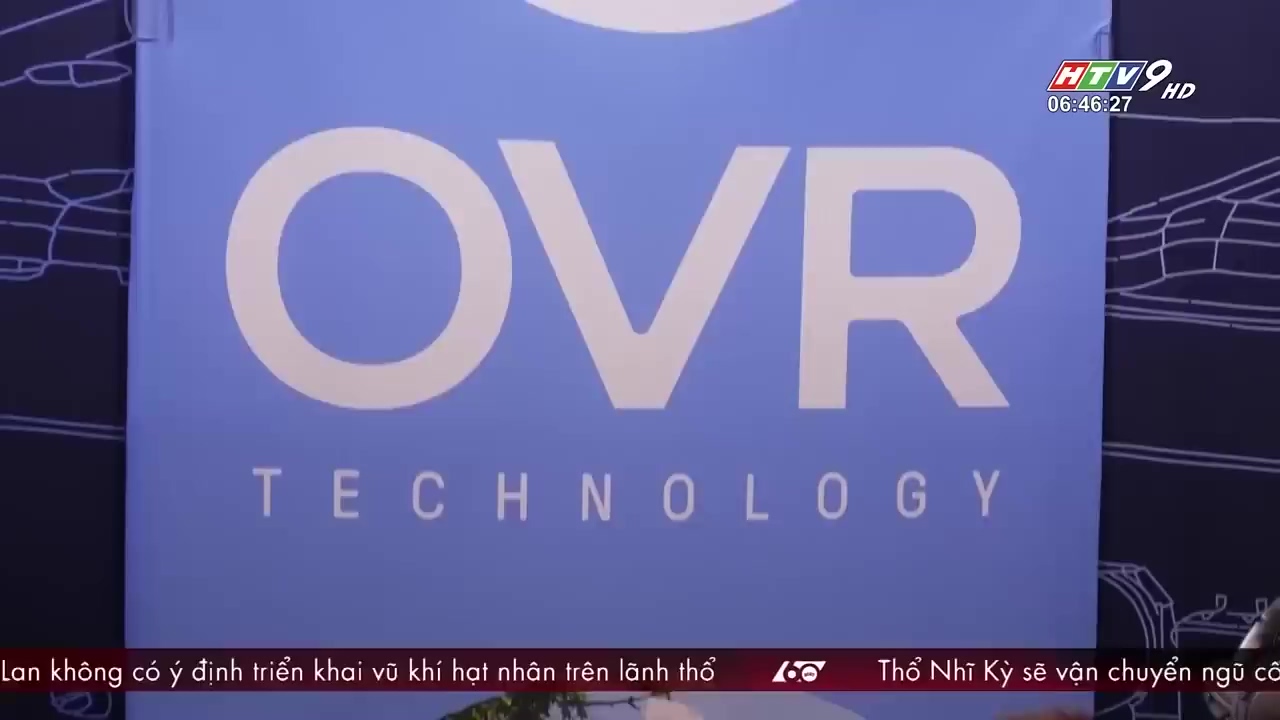 HTV9 HD
06:46:27
OVR
TECHNOLOGY
Lan không có ý định triển khai vũ khí hạt nhân trên lãnh thổ
60 Thổ Nhĩ Kỳ sẽ vận chuyển ngũ